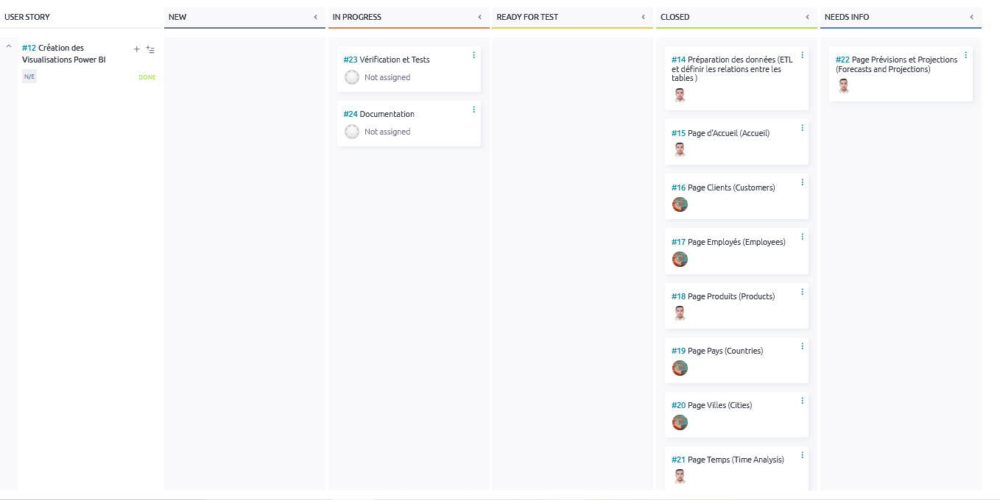 USER STORY
NEW
IN PROGRESS
READY FOR TEST
CLOSED
NEEDS INFO
#12 Création des
Visualisations Power BI
N/E
DONE
#23 Vérification et Tests
Not assigned
#24 Documentation
Not assigned
#14 Préparation des données (ETL
et définir les relations entre les
tables )
#15 Page d'Accueil (Accueil)
#16 Page Clients (Customers)
#17 Page Employés (Employees)
#18 Page Produits (Products)
#19 Page Pays (Countries)
#20 Page Villes (Cities)
#21 Page Temps (Time Analysis)
#22 Page Prévisions et Projections
(Forecasts and Projections)